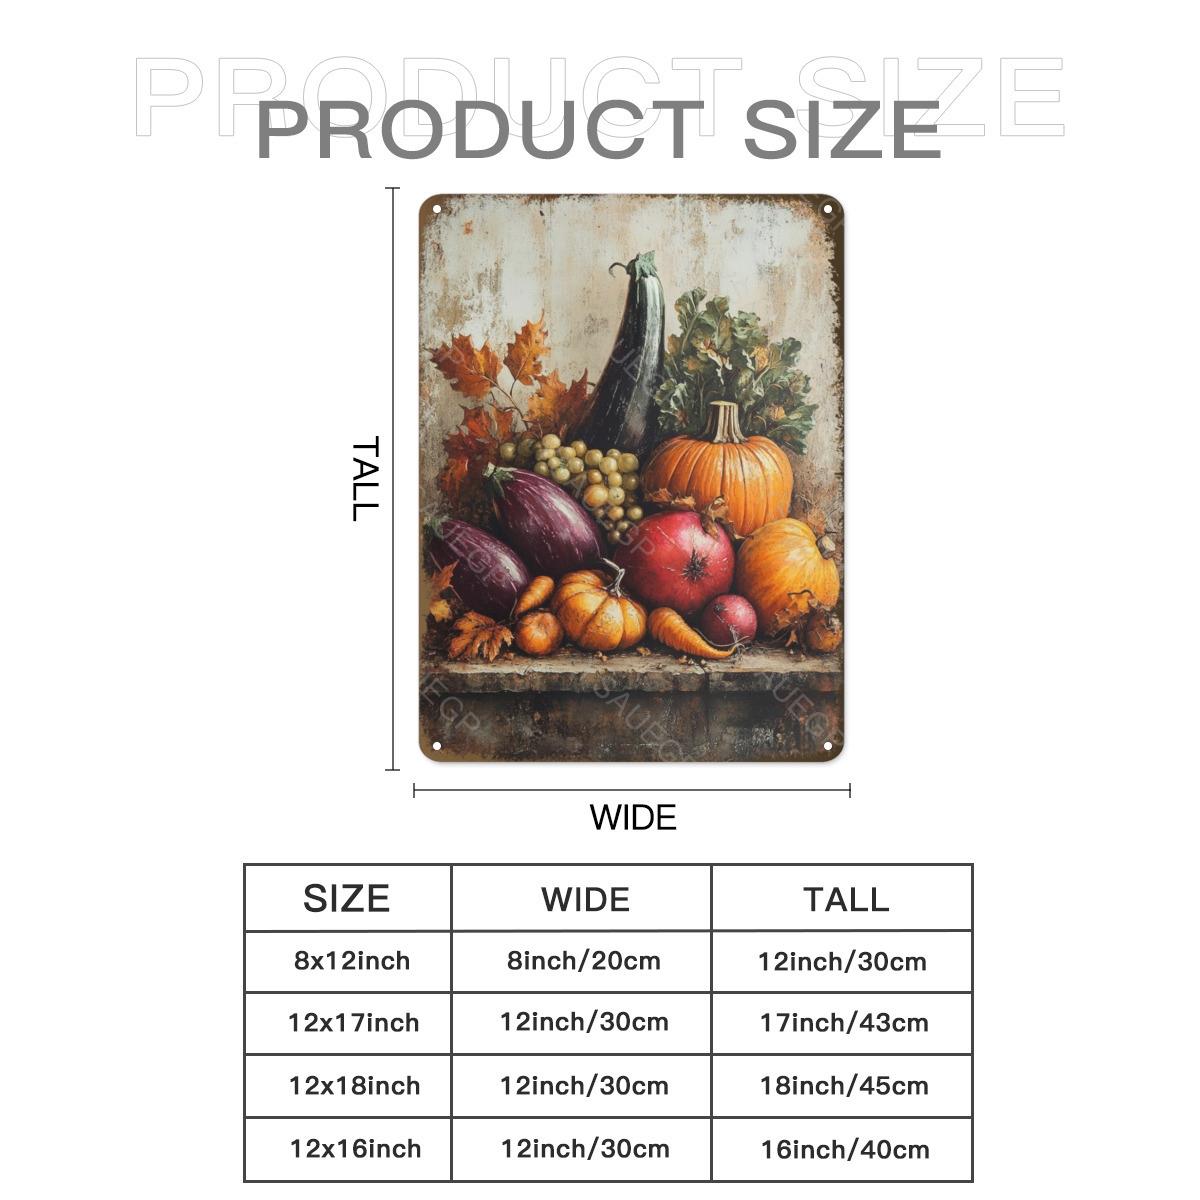 PRODUCT SIZE
PRODUCT SIZE
TALL
SAUEGP
WIDE
SIZE WIDE TALL
8x12inch 8inch/20cm 12inch/30cm
12x17inch 12inch/30cm 17inch/43cm
12x18inch 12inch/30cm 18inch/45cm
12x16inch 12inch/30cm 16inch/40cm